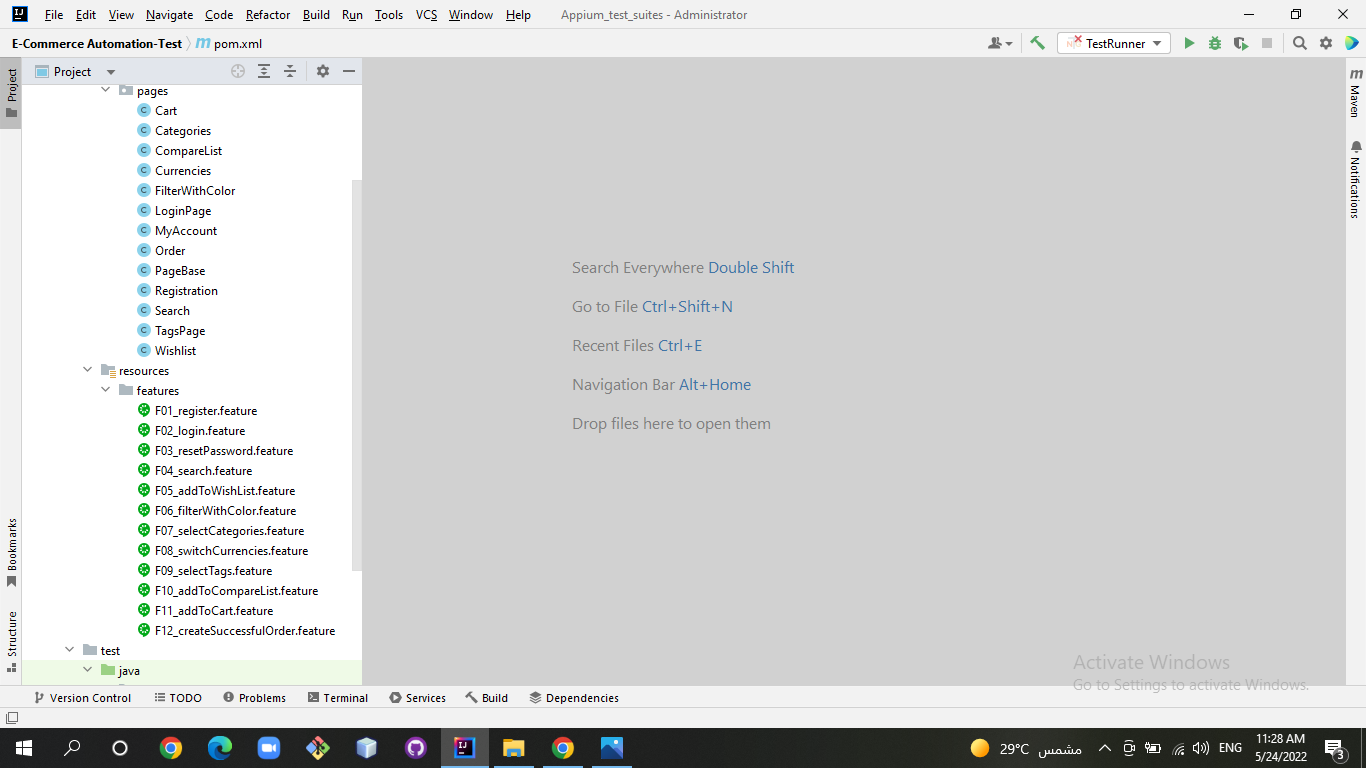 File Edit View Navigate Code Refactor Build Run Tools VCS Window Help Appium_test_suites - Administrator
E-Commerce Automation-Test m pom.xml TestRunner
Project
Project
pages
Cart
Categories
CompareList
Currencies
FilterWithColor
LoginPage
MyAccount
Order
PageBase
Registration
Search
TagsPage
Wishlist
resources
features
F01_register.feature
F02_login.feature
F03_resetPassword.feature
F04_search.feature
F05_addToWishList.feature
F06_filterWithColor.feature
F07_selectCategories.feature
F08_switchCurrencies.feature
F09_selectTags.feature
F10_addToCompareList.feature
F11_addToCart.feature
F12_createSuccessfulOrder.feature
test
java
Bookmarks
Structure
Search Everywhere Double Shift
Go to File Ctrl+Shift+N
Recent Files Ctrl+E
Navigation Bar Alt+Home
Drop files here to open them
m Maven
Notifications
Activate Windows
Go to Settings to activate Windows.
Version Control TODO Problems Terminal Services Build Dependencies
29°C مشمس ENG 11:28 AM
5/24/2022
3